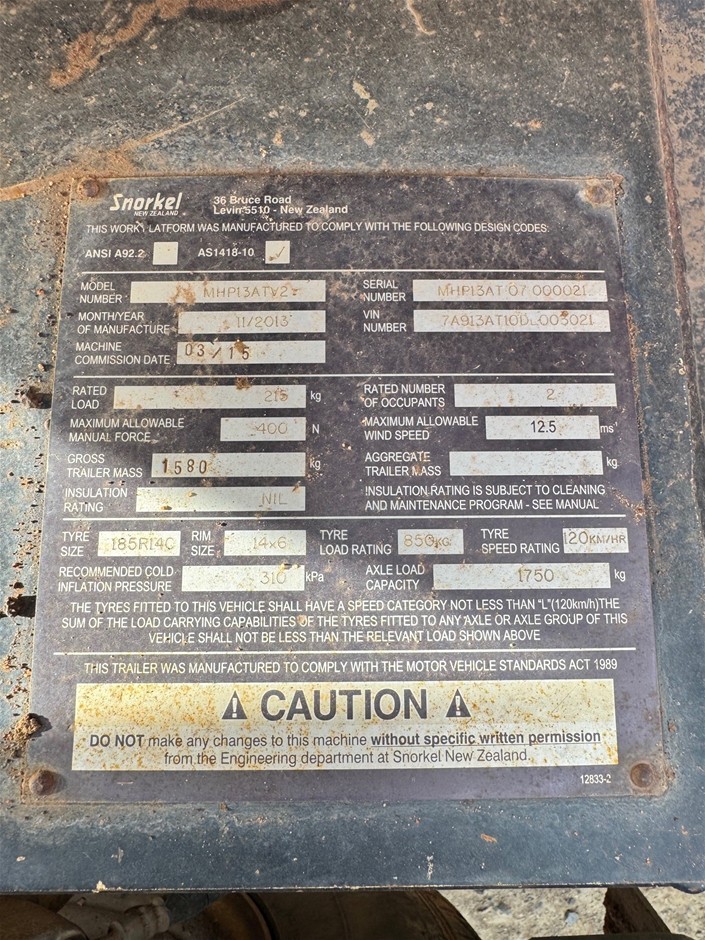 Snorkel
NEW ZEALAND
36 Bruce Road
Levin 5510 - New Zealand
THIS WORK LATFORM WAS MANUFACTURED TO COMPLY WITH THE FOLLOWING DESIGN CODES:
ANSI A92.2 AS1418-10 ✓
MODEL NUMBER MHP13ATV2 SERIAL NUMBER MHP13AT 07 000021
MONTH/YEAR OF MANUFACTURE 11/2013 VIN NUMBER
MACHINE COMMISSION DATE 03/15
RATED LOAD 215 kg RATED NUMBER OF OCCUPANTS 2
MAXIMUM ALLOWABLE MANUAL FORCE 400 N MAXIMUM ALLOWABLE WIND SPEED 12.5 ms
GROSS TRAILER MASS 1580 kg AGGREGATE TRAILER MASS kg
INSULATION RATING NIL INSULATION RATING IS SUBJECT TO CLEANING
AND MAINTENANCE PROGRAM - SEE MANUAL
TYRE SIZE 185R14C RIM SIZE 14x6 TYRE LOAD RATING 850KG TYRE SPEED RATING 120KM/HR
RECOMMENDED COLD INFLATION PRESSURE 310 kPa AXLE LOAD CAPACITY 1750 kg
THE TYRES FITTED TO THIS VEHICLE SHALL HAVE A SPEED CATEGORY NOT LESS THAN "L"(120km/h)THE
SUM OF THE LOAD CARRYING CAPABILITIES OF THE TYRES FITTED TO ANY AXLE OR AXLE GROUP OF THIS
VEHICLE SHALL NOT BE LESS THAN THE RELEVANT LOAD SHOWN ABOVE
THIS TRAILER WAS MANUFACTURED TO COMPLY WITH THE MOTOR VEHICLE STANDARDS ACT 1989
CAUTION
DO NOT make any changes to this machine without specific written permission
from the Engineering department at Snorkel New Zealand.
12833-2